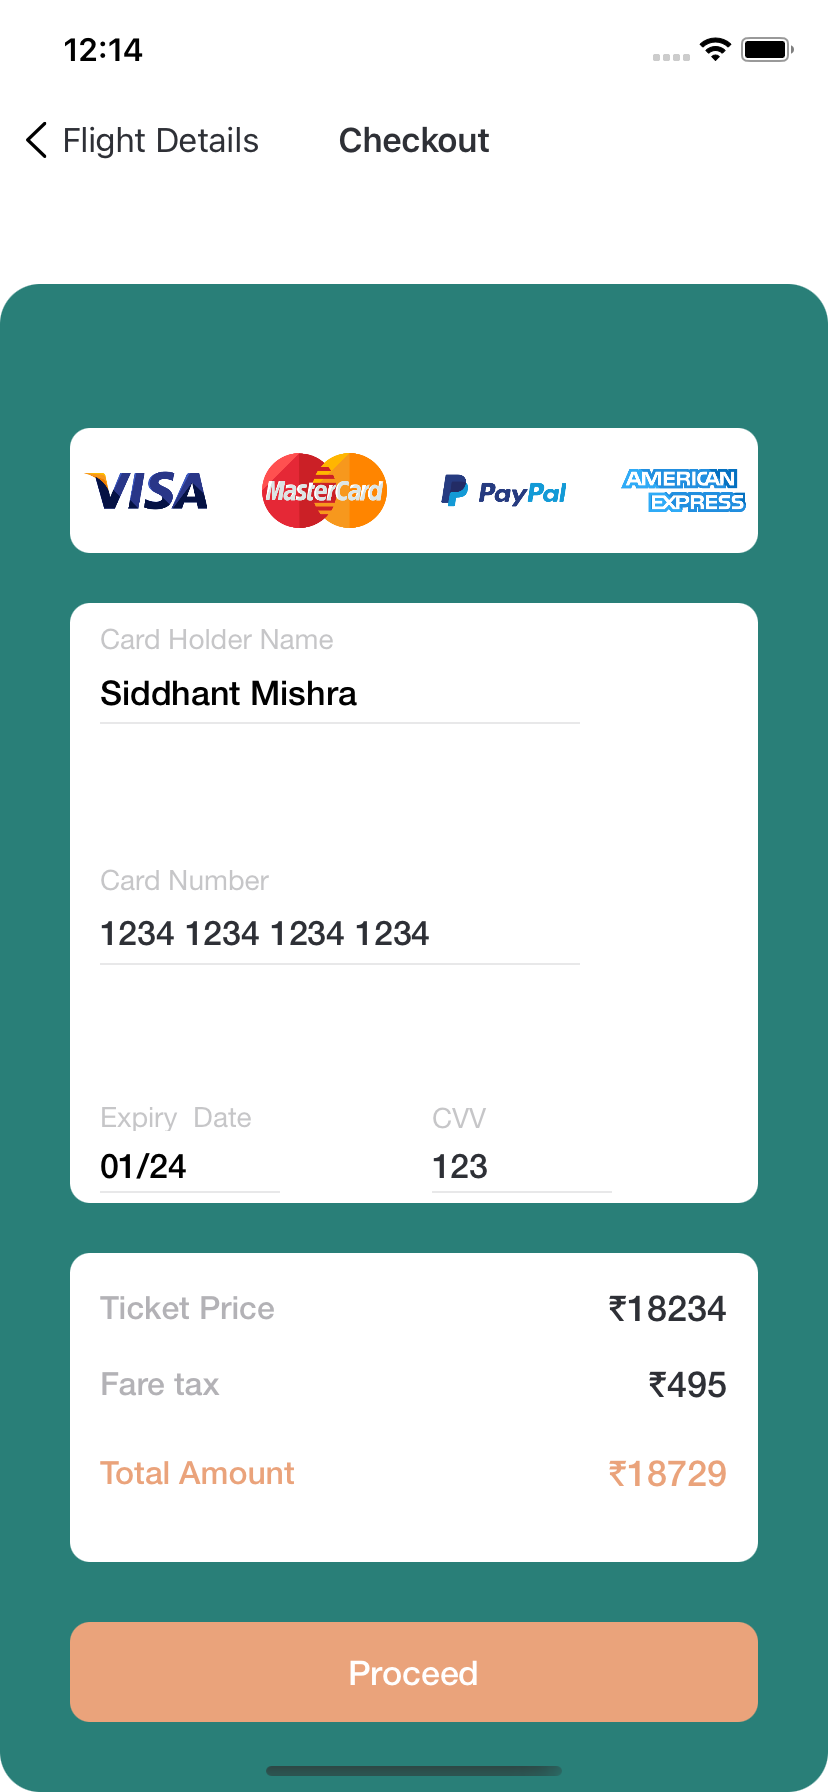 12:14
Flight Details Checkout
VISA MasterCard PayPal AMERICAN EXPRESS
Card Holder Name
Siddhant Mishra
Card Number
1234 1234 1234 1234
Expiry Date CVV
01/24 123
Ticket Price ₹18234
Fare tax ₹495
Total Amount ₹18729
Proceed